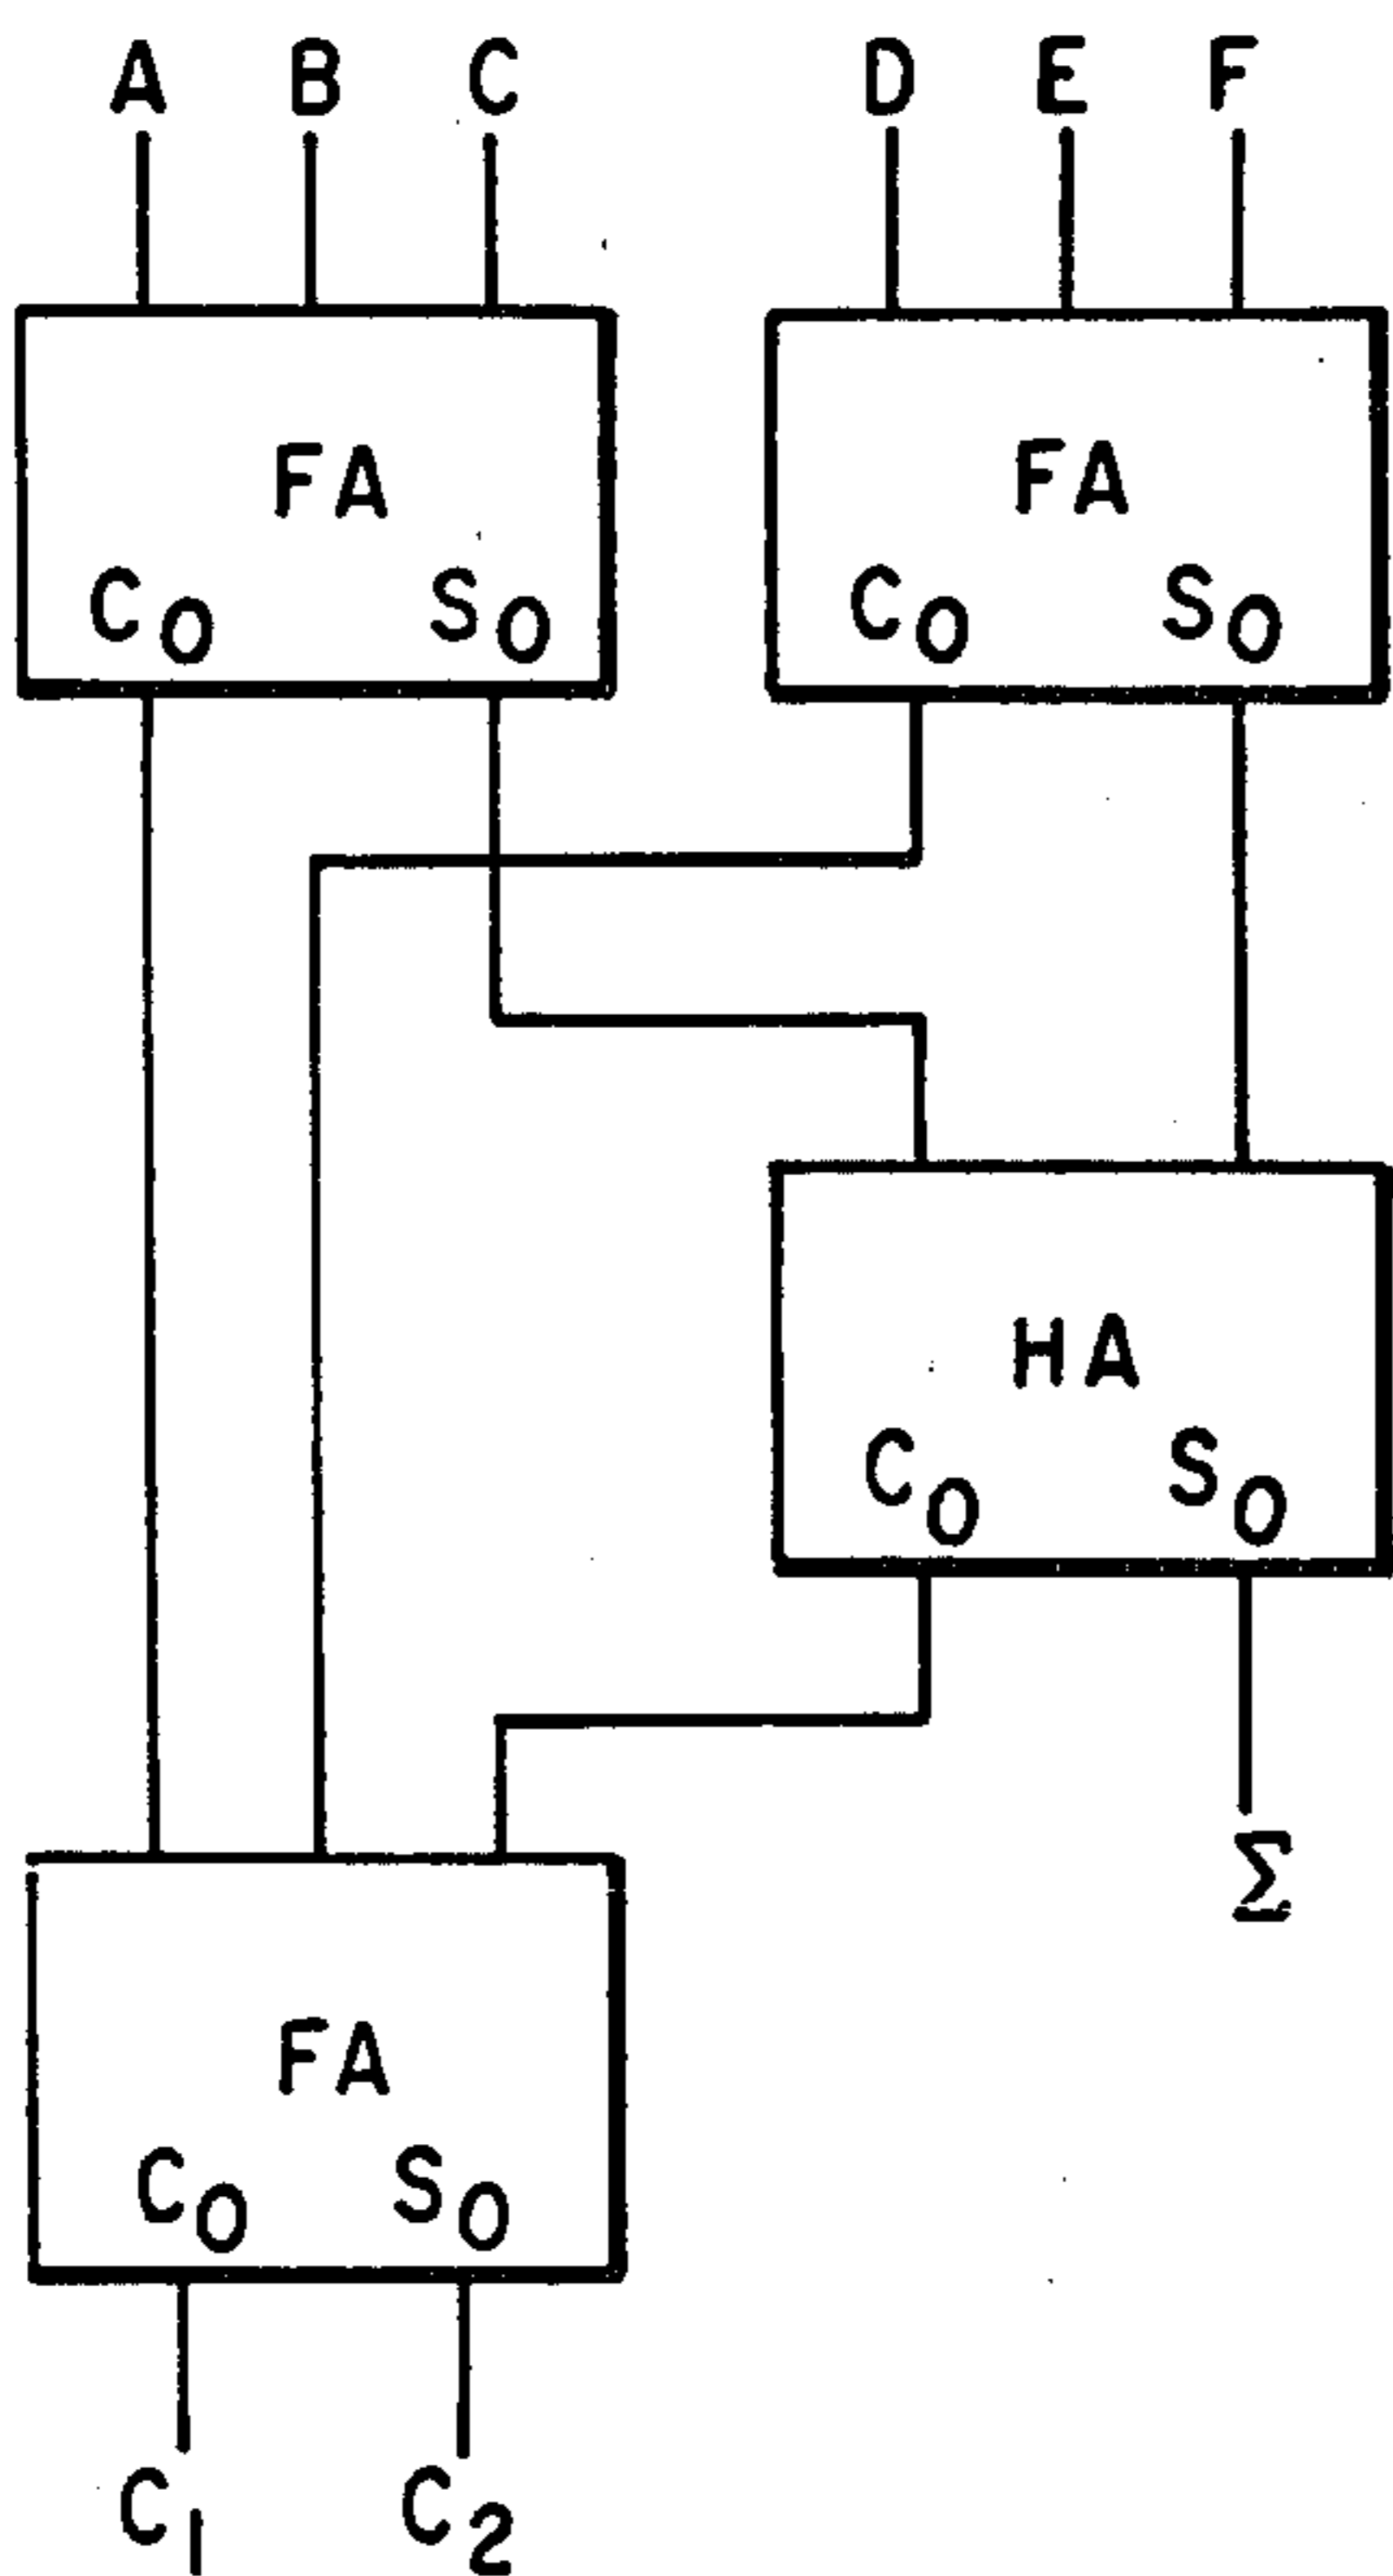 A B C D E F
FA FA
C₀ S₀ C₀ S₀
HA
C₀ S₀
Σ
FA
C₀ S₀
C₁ C₂